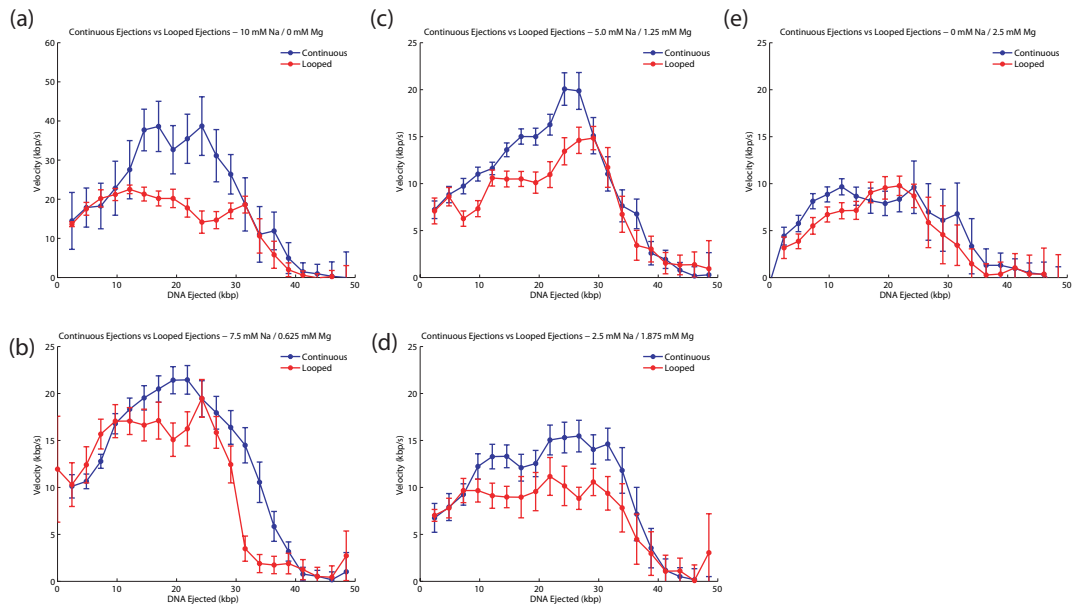 (a)
Continuous Ejections vs Looped Ejections – 10 mM Na / 0 mM Mg
60
50
40
30
20
10
0
Velocity (kbp/s)
Continuous
Looped
0 10 20 30 40 50
DNA Ejected (kbp)
(c)
Continuous Ejections vs Looped Ejections – 5.0 mM Na / 1.25 mM Mg
25
20
15
10
5
0
Velocity (kbp/s)
Continuous
Looped
0 10 20 30 40 50
DNA Ejected (kbp)
(e)
Continuous Ejections vs Looped Ejections – 0 mM Na / 2.5 mM Mg
25
20
15
10
5
0
Velocity (kbp/s)
Continuous
Looped
0 10 20 30 40 50
DNA Ejected (kbp)
(b)
Continuous Ejections vs Looped Ejections – 7.5 mM Na / 0.625 mM Mg
25
20
15
10
5
0
Velocity (kbp/s)
Continuous
Looped
0 10 20 30 40 50
DNA Ejected (kbp)
(d)
Continuous Ejections vs Looped Ejections – 2.5 mM Na / 1.875 mM Mg
25
20
15
10
5
0
Velocity (kbp/s)
Continuous
Looped
0 10 20 30 40 50
DNA Ejected (kbp)